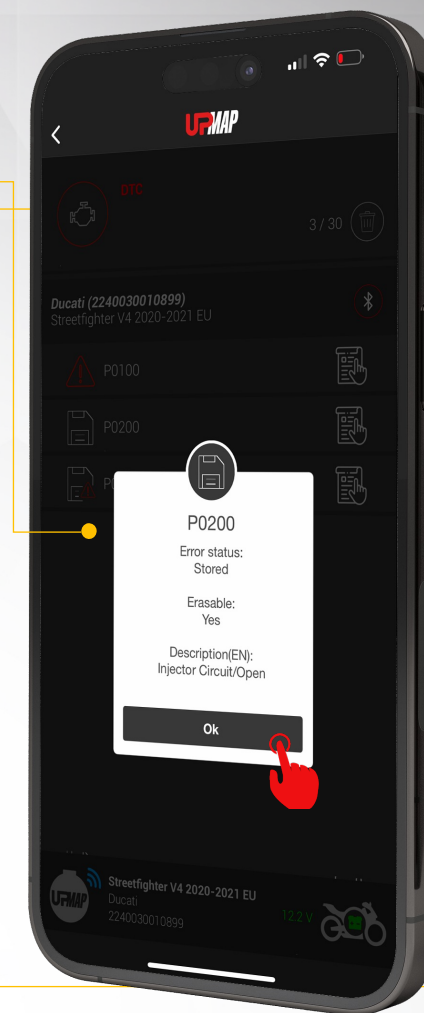 UPMAP
DTC
3 / 30
Ducati (2240030010899)
Streetfighter V4 2020-2021 EU
P0100
P0200
P0200
Error status:
Stored
Erasable:
Yes
Description(EN):
Injector Circuit/Open
Ok
UPMAP
Streetfighter V4 2020-2021 EU
Ducati
2240030010899
12.2 V